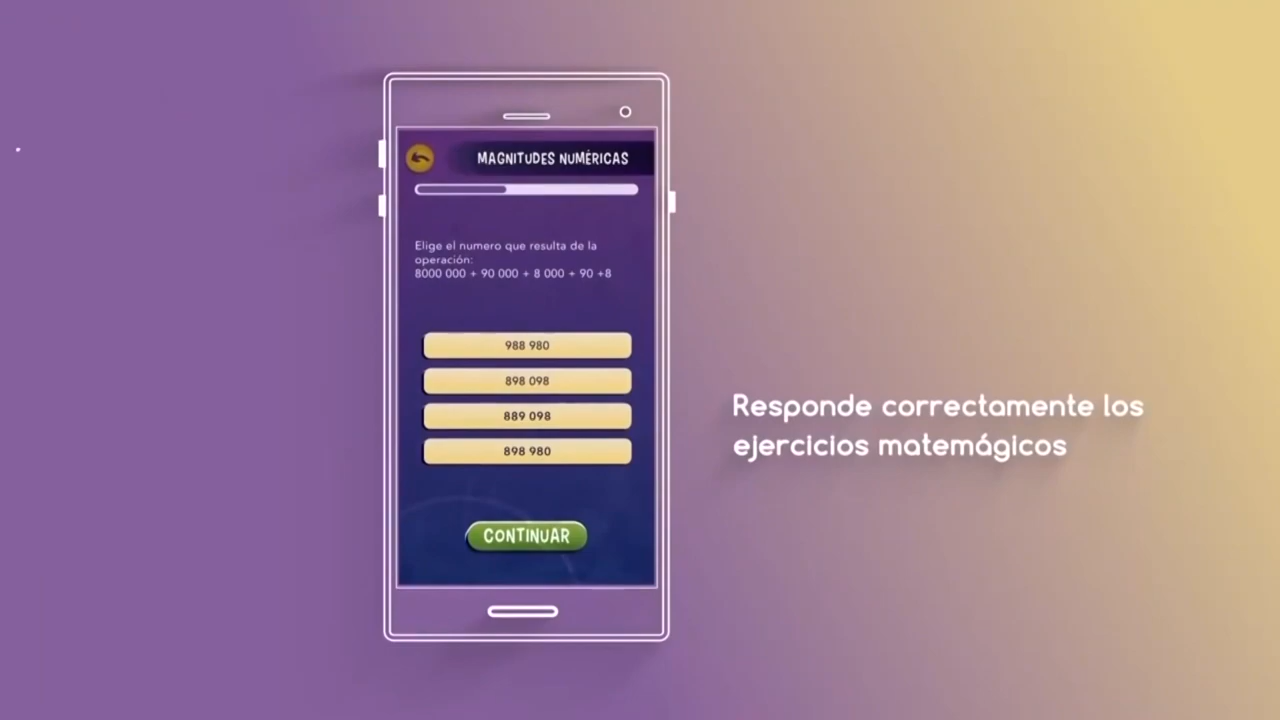 MAGNITUDES NUMÉRICAS
Elige el numero que resulta de la
operación:
8000 000 + 90 000 + 8 000 + 90 +8
988 980
898 098
889 098
898 980
CONTINUAR
Responde correctamente los
ejercicios matemágicos